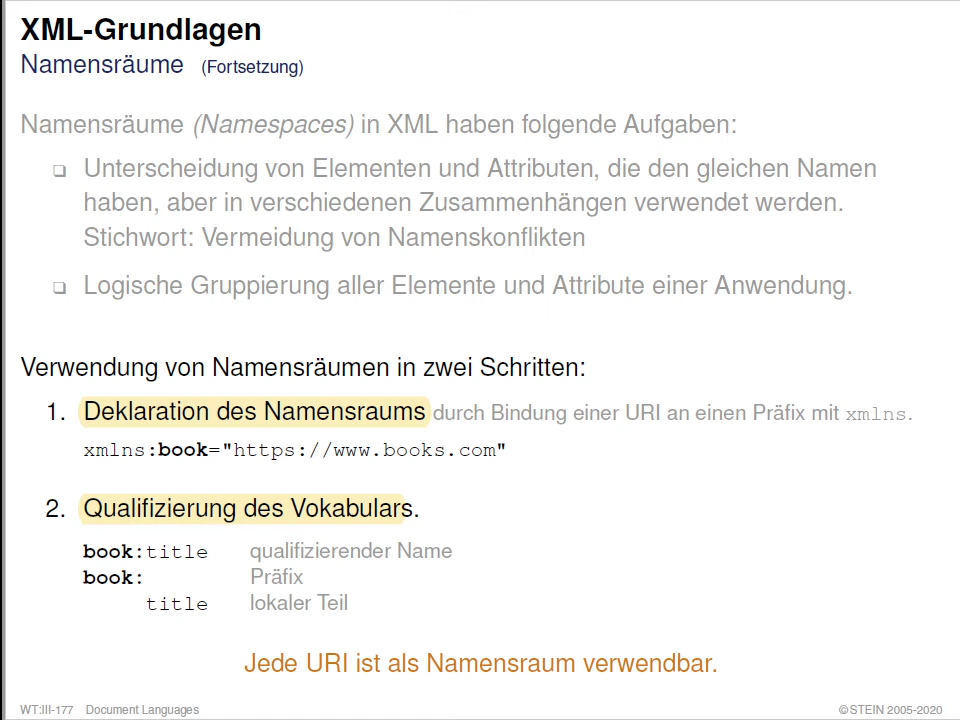 XML-Grundlagen
Namensräume (Fortsetzung)
Namensräume (Namespaces) in XML haben folgende Aufgaben:
❑ Unterscheidung von Elementen und Attributen, die den gleichen Namen
haben, aber in verschiedenen Zusammenhängen verwendet werden.
Stichwort: Vermeidung von Namenskonflikten
❑ Logische Gruppierung aller Elemente und Attribute einer Anwendung.
Verwendung von Namensräumen in zwei Schritten:
1. Deklaration des Namensraums durch Bindung einer URI an einen Präfix mit xmlns.
xmlns:book="https://www.books.com"
2. Qualifizierung des Vokabulars.
book:title qualifizierender Name
book: Präfix
title lokaler Teil
Jede URI ist als Namensraum verwendbar.
WT:III-177 Document Languages ©STEIN 2005-2020